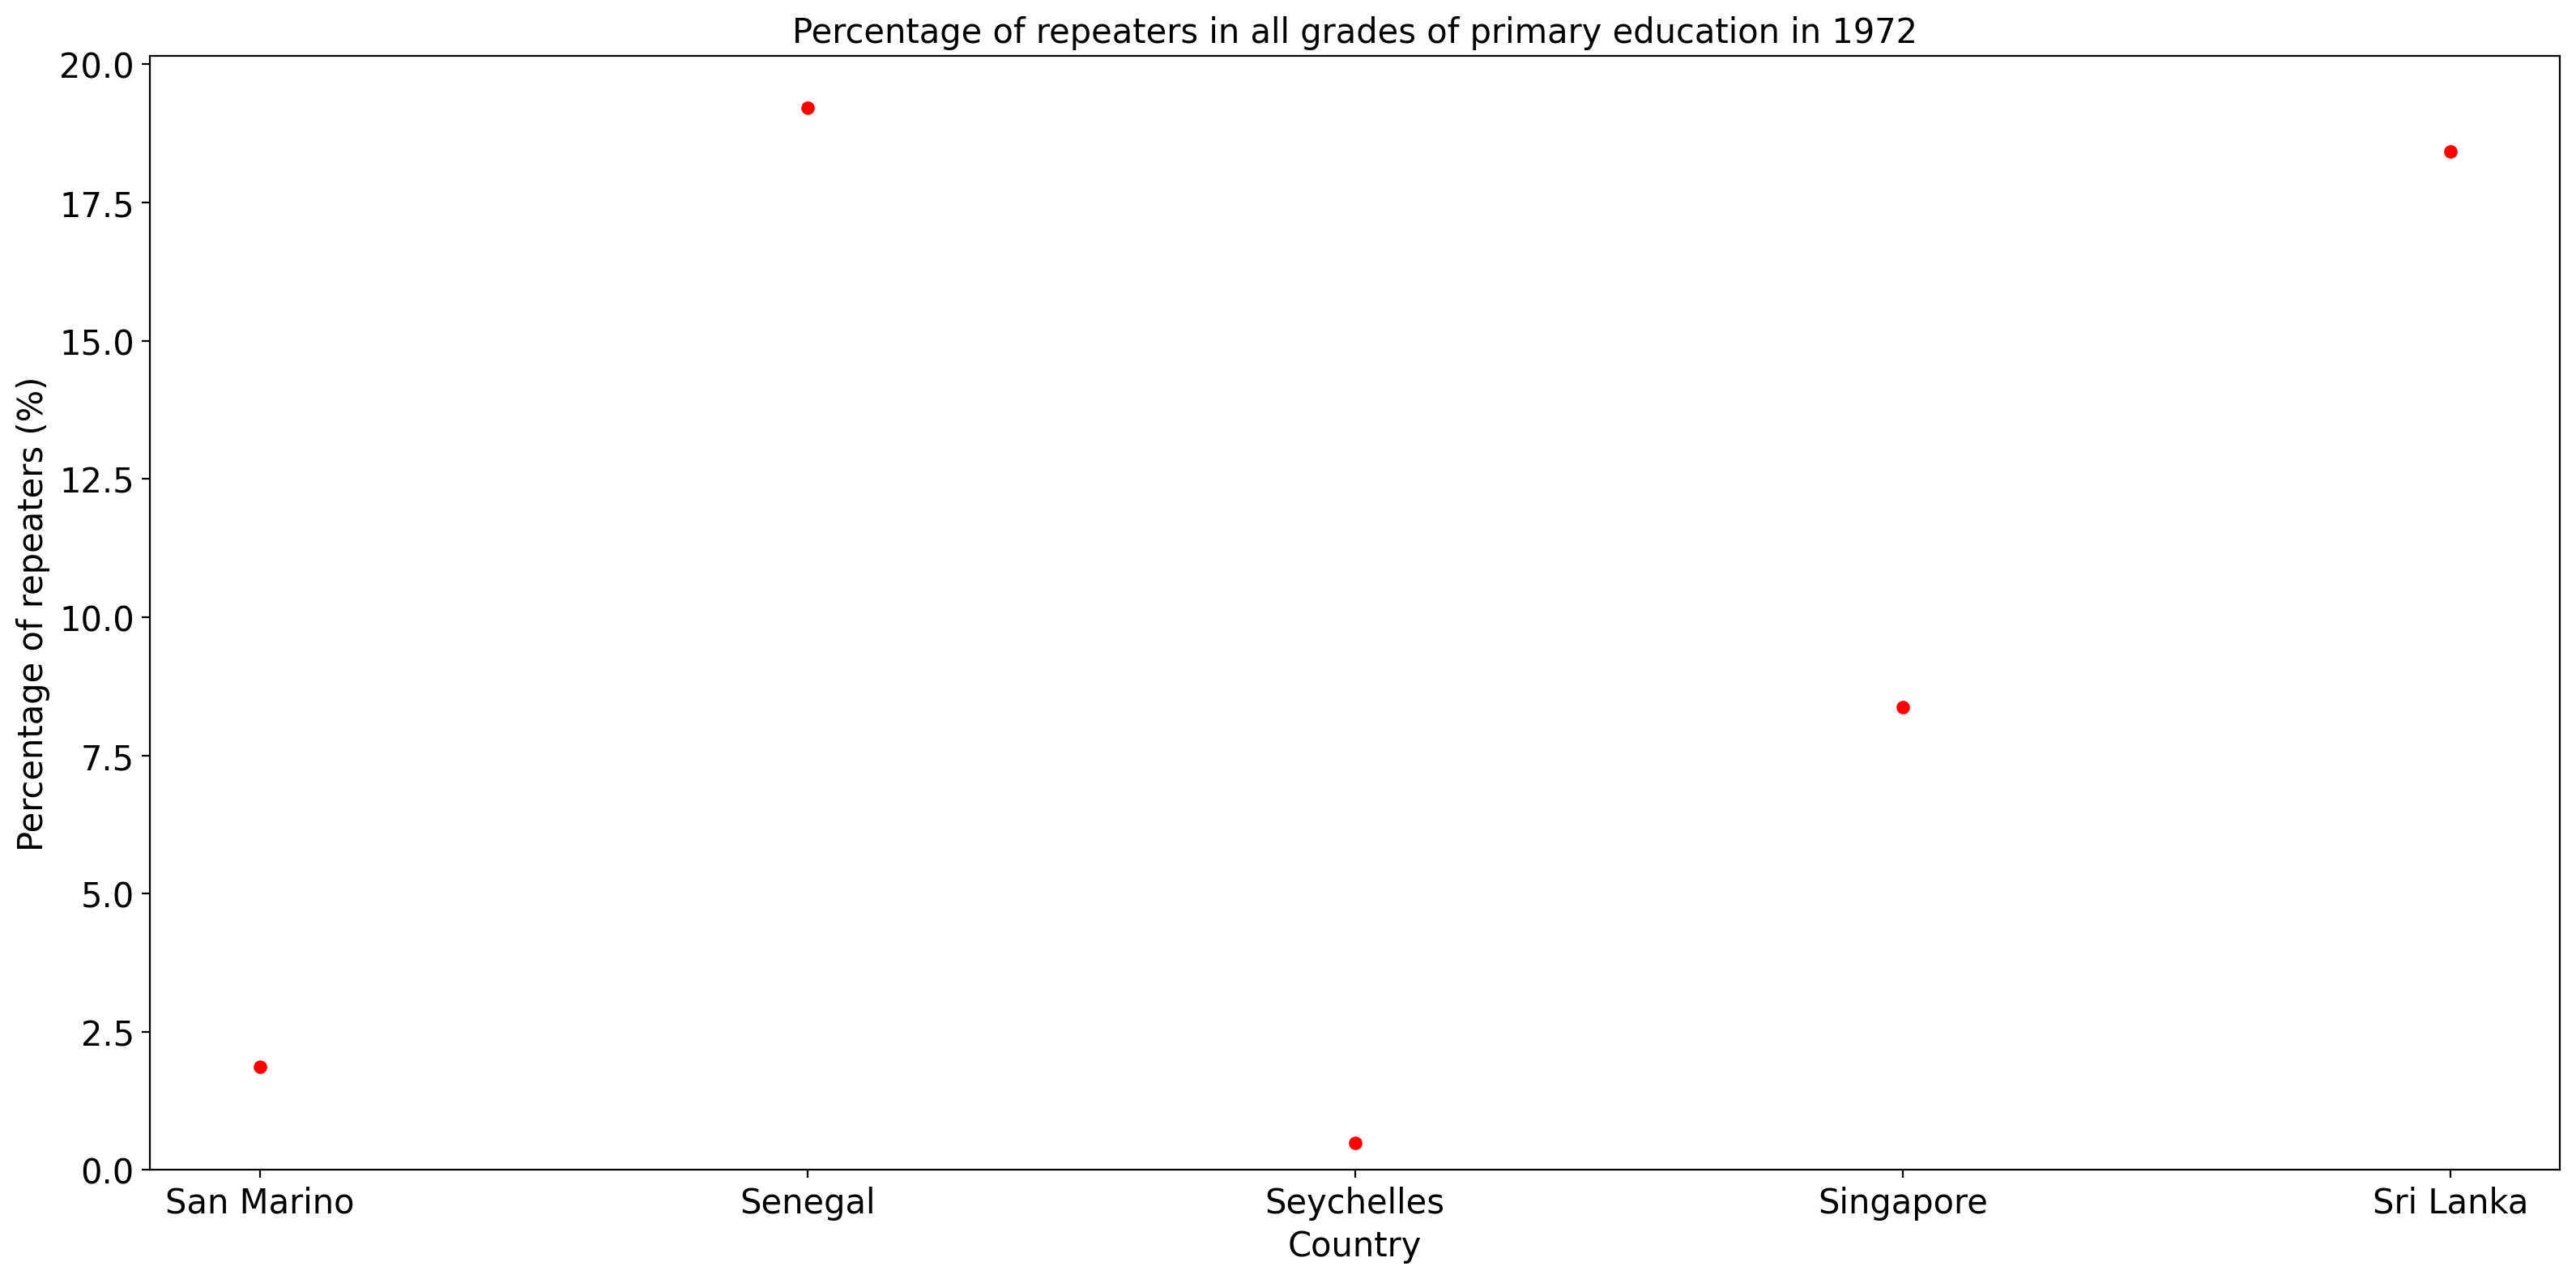 Percentage of repeaters in all grades of primary education in 1972
Percentage of repeaters (%)
20.0
17.5
15.0
12.5
10.0
7.5
5.0
2.5
0.0
San Marino Senegal Seychelles Singapore Sri Lanka
Country